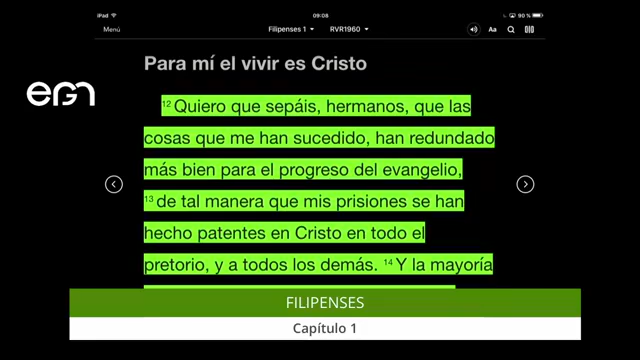 iPad
09:08
90 %
Menú
Filipenses 1
RVR1960
Aa
Para mí el vivir es Cristo
12 Quiero que sepáis, hermanos, que las
cosas que me han sucedido, han redundado
más bien para el progreso del evangelio,
13 de tal manera que mis prisiones se han
hecho patentes en Cristo en todo el
pretorio, y a todos los demás. 14 Y la mayoría
FILIPENSES
Capítulo 1